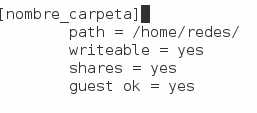 [nombre_carpeta]
path = /home/redes/
writeable = yes
shares = yes
guest ok = yes